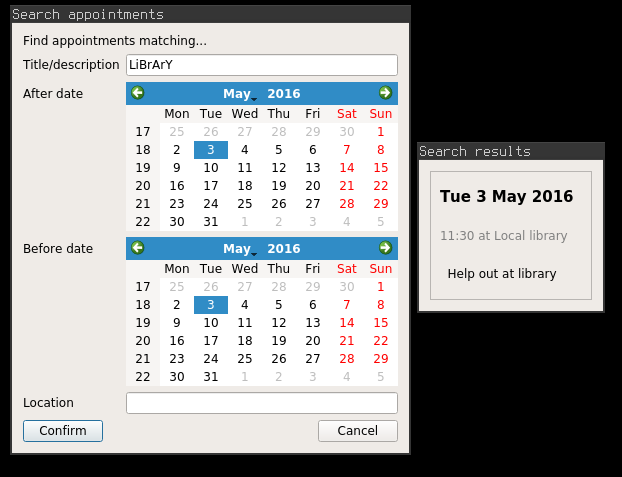 Search appointments
Find appointments matching...
Title/description LiBrArY
After date
May 2016
Mon Tue Wed Thu Fri Sat Sun
17 25 26 27 28 29 30 1
18 2 3 4 5 6 7 8
19 9 10 11 12 13 14 15
20 16 17 18 19 20 21 22
21 23 24 25 26 27 28 29
22 30 31 1 2 3 4 5
Before date
May 2016
Mon Tue Wed Thu Fri Sat Sun
17 25 26 27 28 29 30 1
18 2 3 4 5 6 7 8
19 9 10 11 12 13 14 15
20 16 17 18 19 20 21 22
21 23 24 25 26 27 28 29
22 30 31 1 2 3 4 5
Location
Confirm Cancel
Search results
Tue 3 May 2016
11:30 at Local library
Help out at library